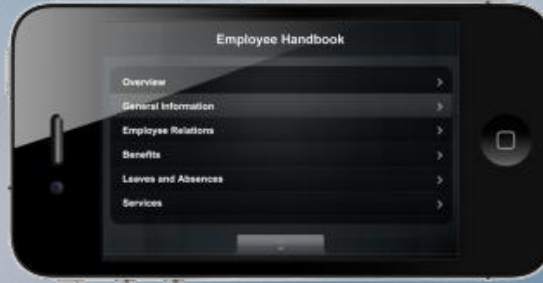 Employee Handbook
Overview
General Information
Employee Relations
Benefits
Leaves and Absences
Services